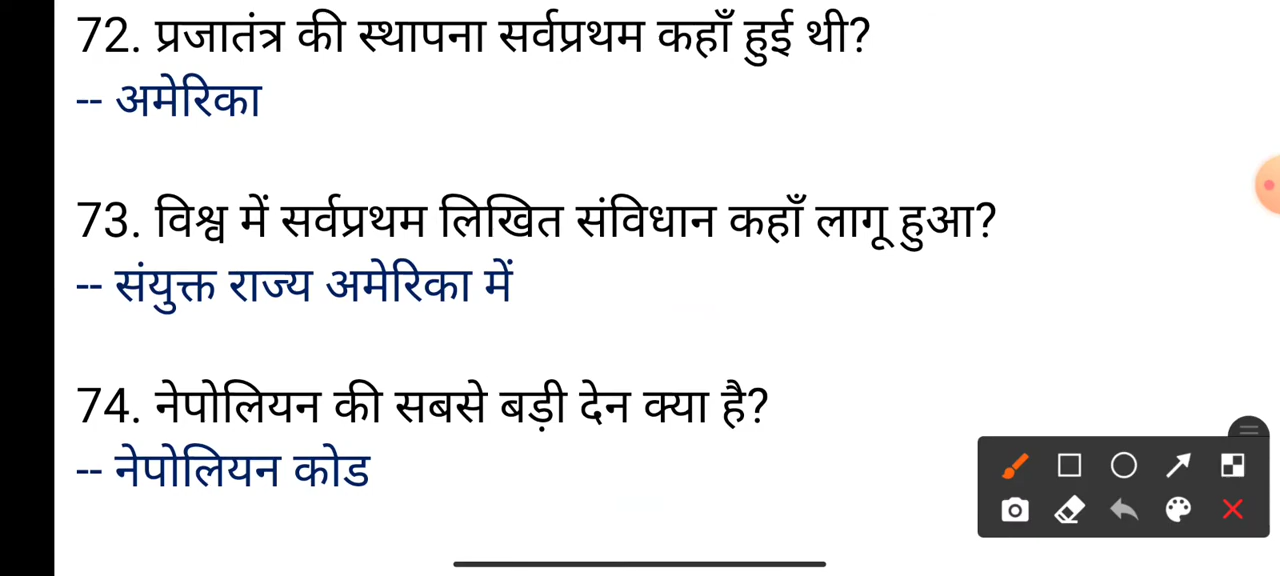 72. प्रजातंत्र की स्थापना सर्वप्रथम कहाँ हुई थी?
-- अमेरिका
73. विश्व में सर्वप्रथम लिखित संविधान कहाँ लागू हुआ?
-- संयुक्त राज्य अमेरिका में
74. नेपोलियन की सबसे बड़ी देन क्या है?
-- नेपोलियन कोड